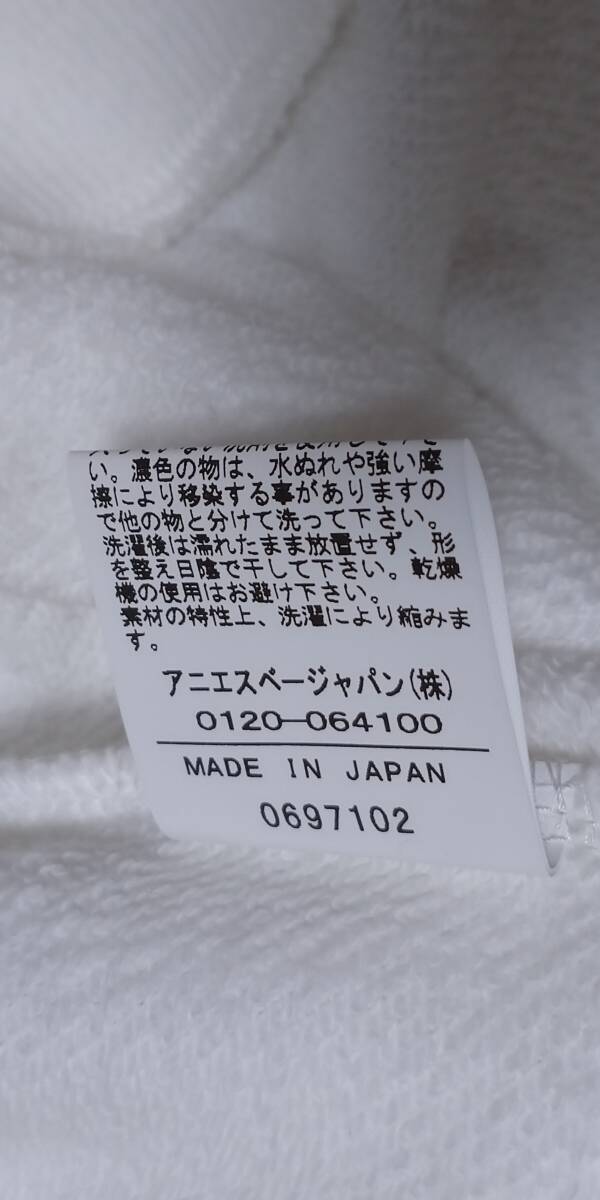 い。濃色の物は、水ぬれや強い摩
擦により移染する事がありますの
で他の物と分けて洗って下さい。
洗濯後は濡れたまま放置せず、形
を整え日陰で干して下さい。乾燥
機の使用はお避け下さい。
素材の特性上、洗濯により縮みま
す。
アニエスベージャパン(株)
0120-064100
MADE IN JAPAN
0697102